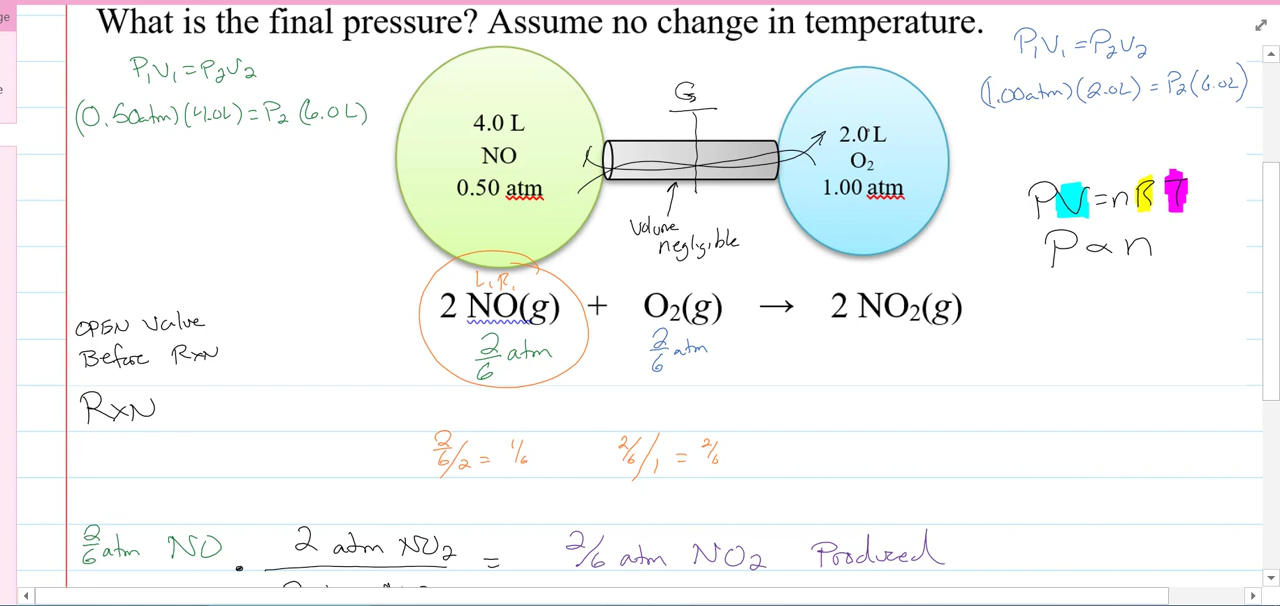 What is the final pressure? Assume no change in temperature.
P₁V₁=P₂V₂
(0.50atm)(4.0L)=P₂(6.0L)
P₁V₁=P₂V₂
(1.00atm)(2.0L)=P₂(6.0L)
4.0 L
NO
0.50 atm
2.0 L
O₂
1.00 atm
Volume
negligible
PV=nRT
P∝n
L.R.
2 NO(g) + O₂(g) → 2 NO₂(g)
2/6 atm 2/6 atm
OPEN Valve
Before RxN
RxN
2/6/2 = 1/6 2/6/1 = 2/6
2/6 atm NO · 2 atm NO₂ = 2/6 atm NO₂ Produced